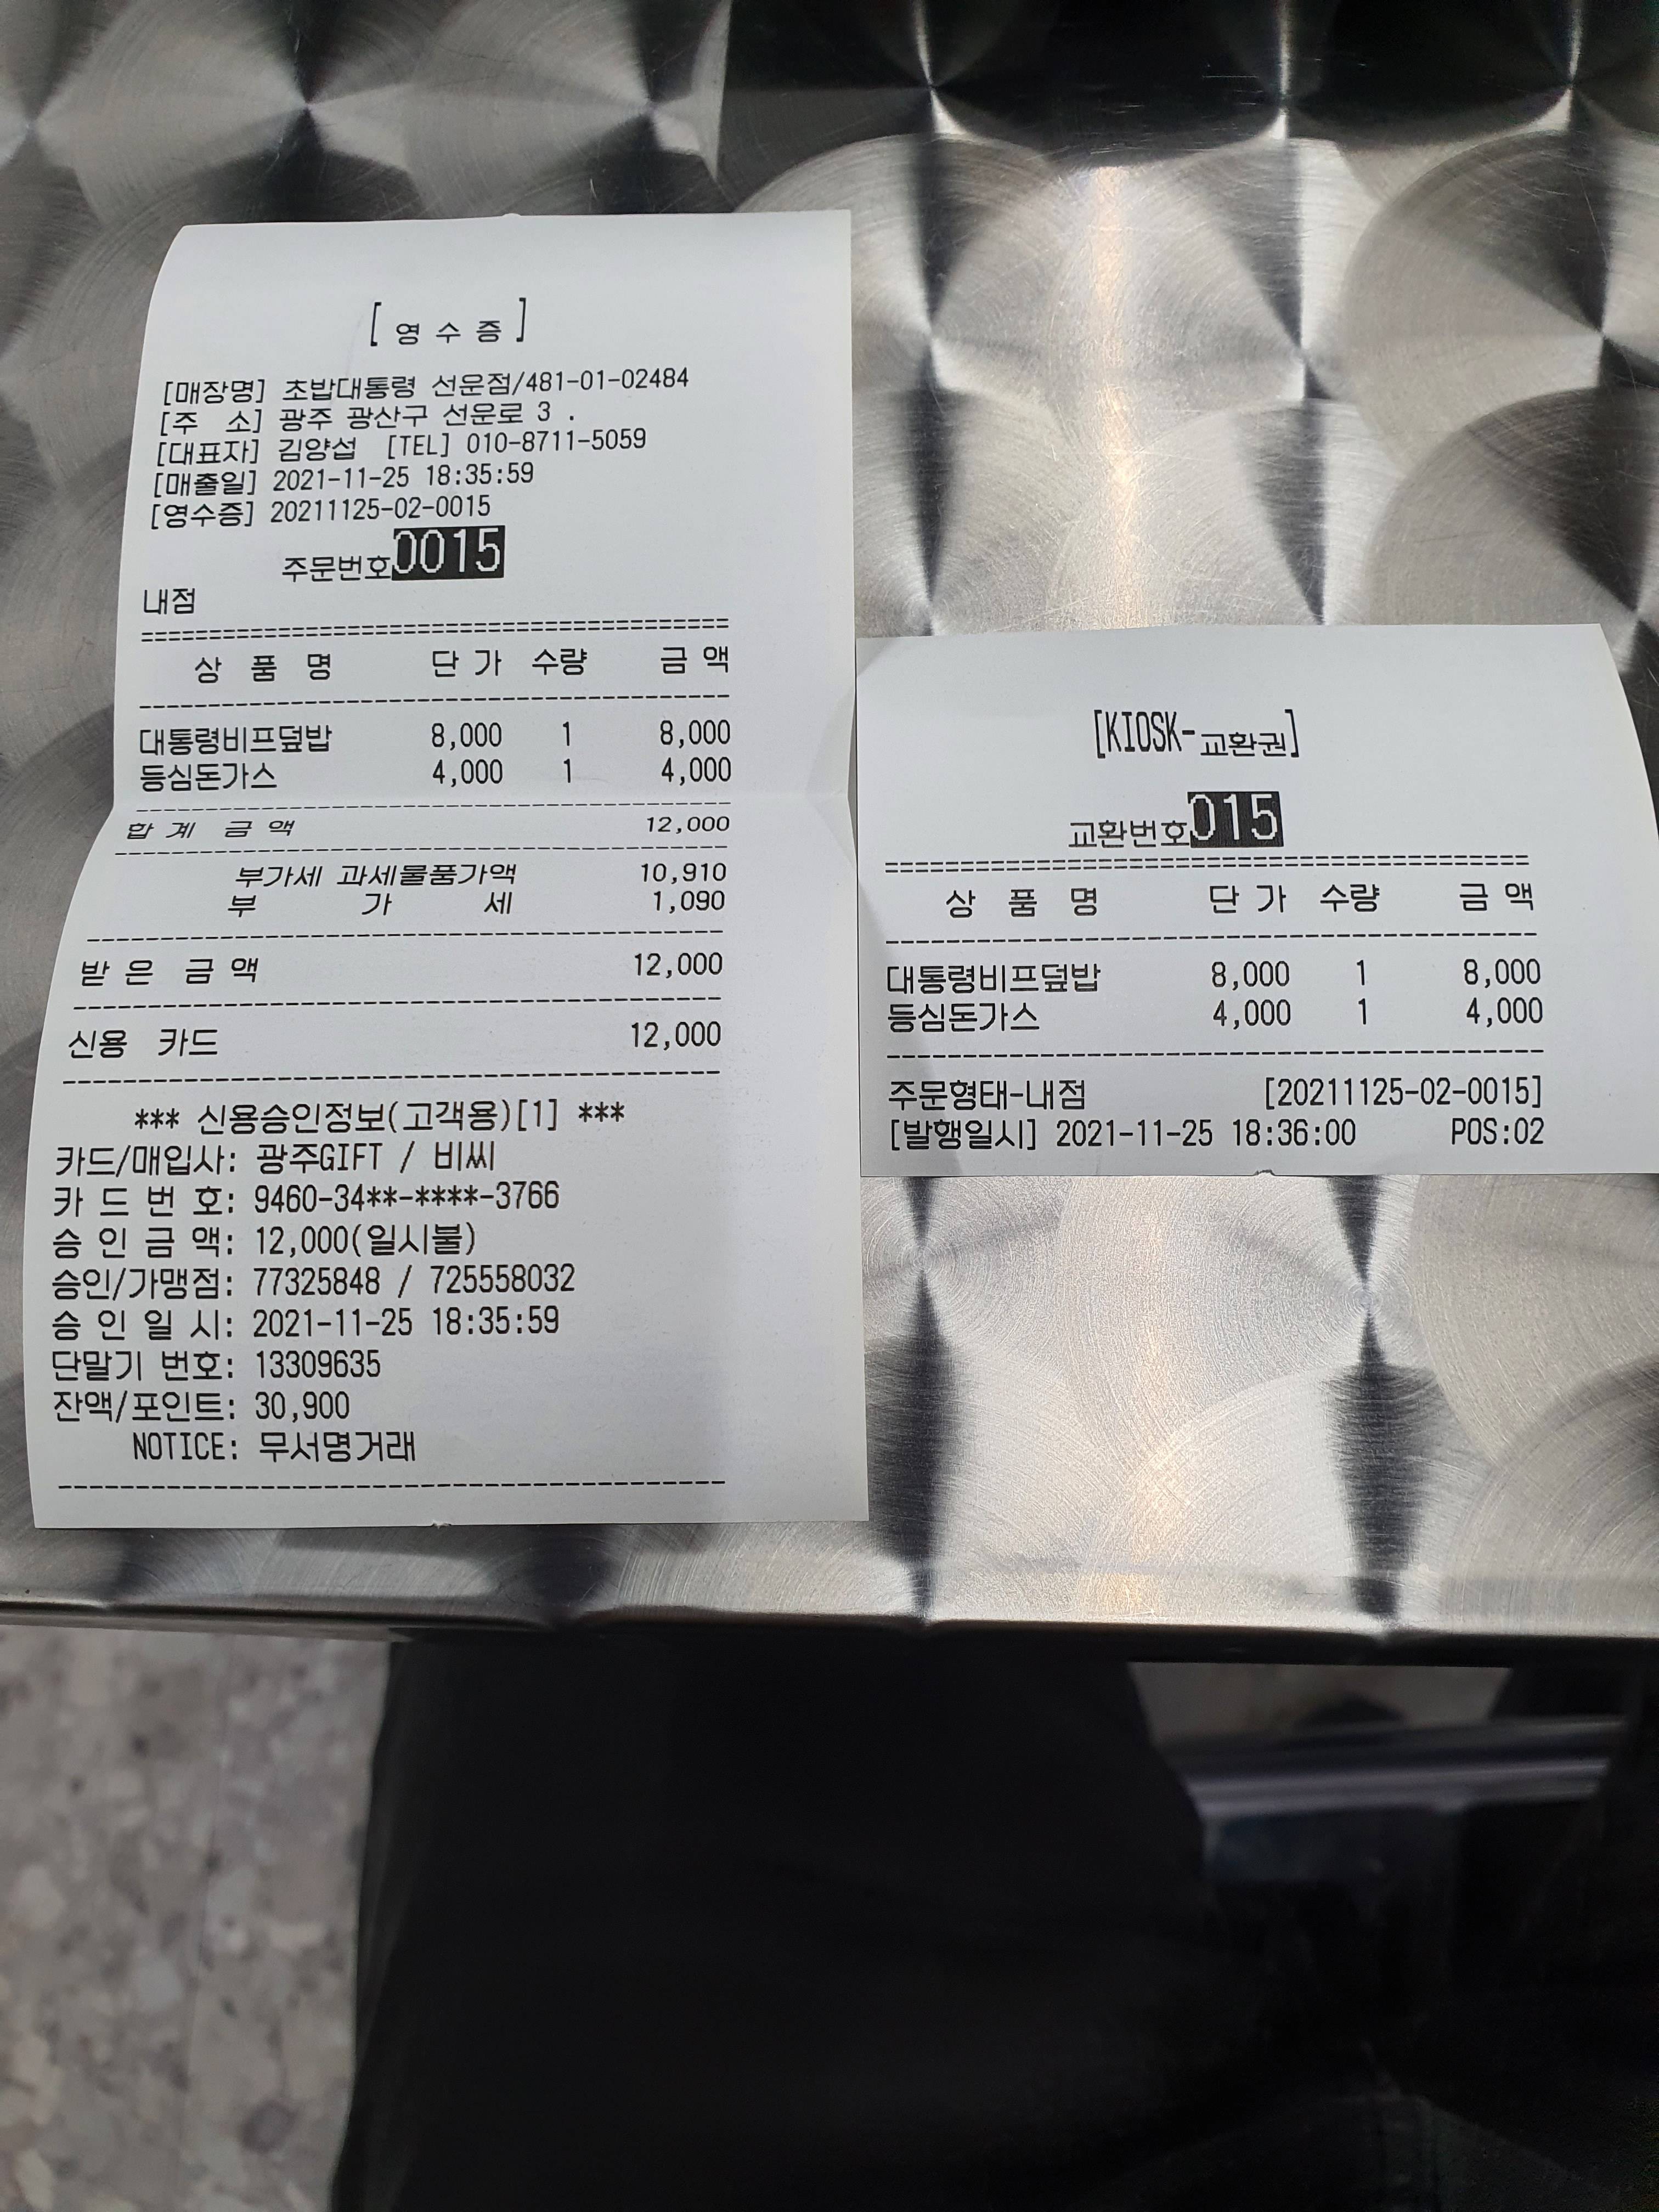 [ 영 수 증 ]
[매장명] 초밥대통령 선운점/481-01-02484
[주 소] 광주 광산구 선운로 3 .
[대표자] 김양섭 [TEL] 010-8711-5059
[매출일] 2021-11-25 18:35:59
[영수증] 20211125-02-0015
주문번호0015
내점
==========================================
상 품 명 단 가 수량 금 액
------------------------------------------
대통령비프덮밥 8,000 1 8,000
등심돈가스 4,000 1 4,000
------------------------------------------
합 계 금 액 12,000
------------------------------------------
부가세 과세물품가액 10,910
부 가 세 1,090
------------------------------------------
받 은 금 액 12,000
------------------------------------------
신용 카드 12,000
------------------------------------------
*** 신용승인정보(고객용)[1] ***
카드/매입사: 광주GIFT / 비씨
카 드 번 호: 9460-34**-****-3766
승 인 금 액: 12,000(일시불)
승인/가맹점: 77325848 / 725558032
승 인 일 시: 2021-11-25 18:35:59
단말기 번호: 13309635
잔액/포인트: 30,900
NOTICE: 무서명거래
------------------------------------------
[KIOSK-교환권]
교환번호015
==========================================
상 품 명 단 가 수량 금 액
------------------------------------------
대통령비프덮밥 8,000 1 8,000
등심돈가스 4,000 1 4,000
------------------------------------------
주문형태-내점 [20211125-02-0015]
[발행일시] 2021-11-25 18:36:00 POS:02